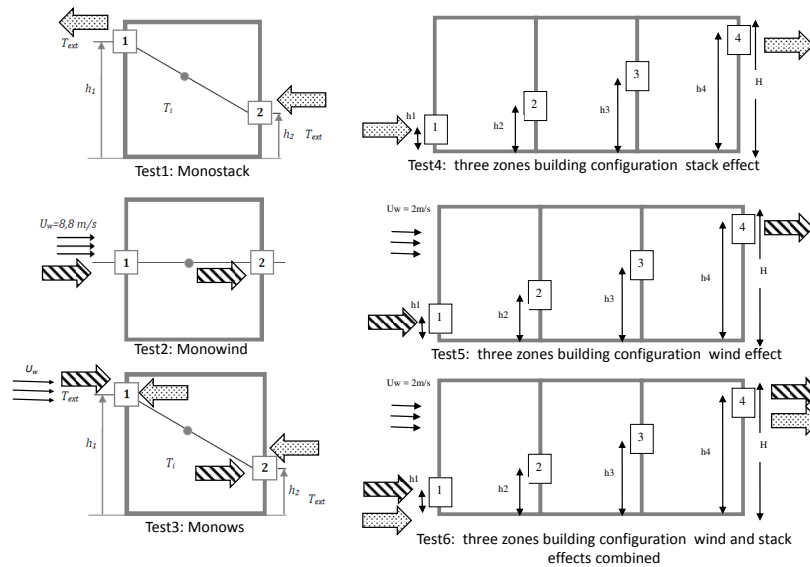 1
T_ext
h_1
T_i
2
h_2 T_ext
Test1: Monostack
U_w=8,8 m/s
1
2
Test2: Monowind
U_w
1
T_ext
h_1
T_i
2
h_2 T_ext
Test3: Monows
4
3
H
h1
2
h4
1
h3
h2
Test4: three zones building configuration stack effect
Uw = 2m/s
4
3
H
h1
2
h4
1
h3
h2
Test5: three zones building configuration wind effect
Uw = 2m/s
4
3
H
h1
2
h4
1
h3
h2
Test6: three zones building configuration wind and stack
effects combined